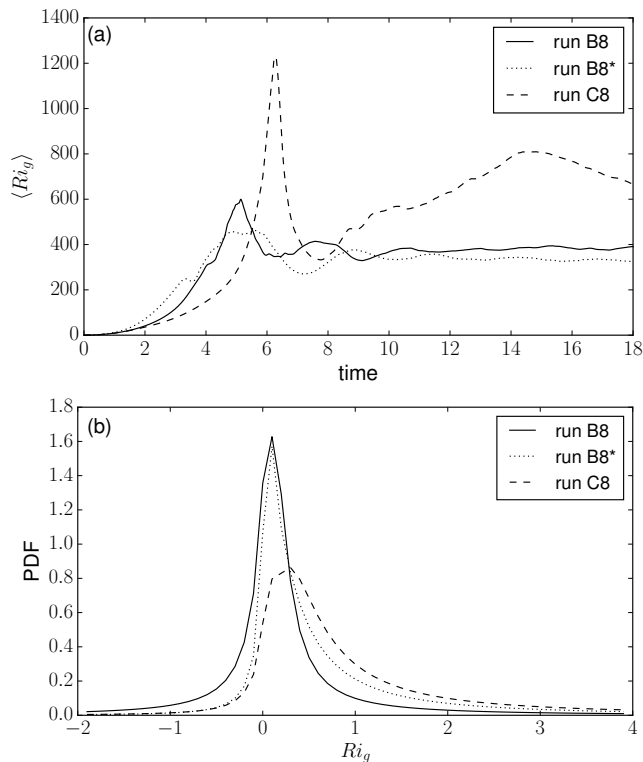 (a)
run B8
run B8*
run C8
1400
1200
1000
800
600
400
200
0
⟨Ri_g⟩
0 2 4 6 8 10 12 14 16 18
time
(b)
run B8
run B8*
run C8
1.8
1.6
1.4
1.2
1.0
0.8
0.6
0.4
0.2
0.0
PDF
−2 −1 0 1 2 3 4
Ri_g